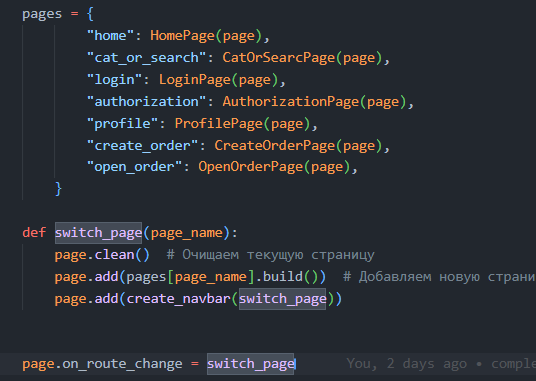 pages = {
"home": HomePage(page),
"cat_or_search": CatOrSearcPage(page),
"login": LoginPage(page),
"authorization": AuthorizationPage(page),
"profile": ProfilePage(page),
"create_order": CreateOrderPage(page),
"open_order": OpenOrderPage(page),
}
def switch_page(page_name):
page.clean()  # Очищаем текущую страницу
page.add(pages[page_name].build())  # Добавляем новую страни
page.add(create_navbar(switch_page))
page.on_route_change = switch_page You, 2 days ago • comple